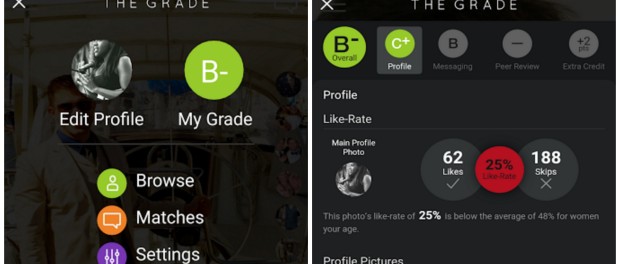 THE GRADE
B-
Edit Profile
My Grade
Browse
Matches
Settings
THE GRADE
B-
Overall
C+
Profile
B
Messaging
Peer Review
+2
pts
Extra Credit
Profile
Like-Rate
Main Profile
Photo
62
Likes
25%
Like-Rate
188
Skips
This photo's like-rate of 25% is below the average of 48% for women
your age.
Profile Pictures